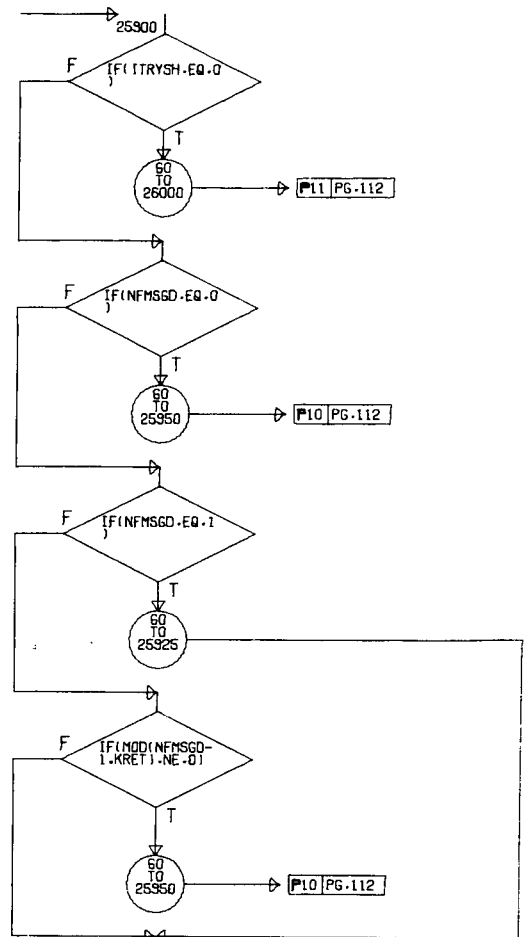 25900
F
IF(ITRYSH.EQ.0
)
T
GO
TO
26000
P11 PG.112
F
IF(NFMSGD.EQ.0
)
T
GO
TO
25950
P10 PG.112
F
IF(NFMSGD.EQ.1
)
T
GO
TO
25925
F
IF(MOD(NFMSGD-
1.KRET).NE.0)
T
GO
TO
25950
P10 PG.112